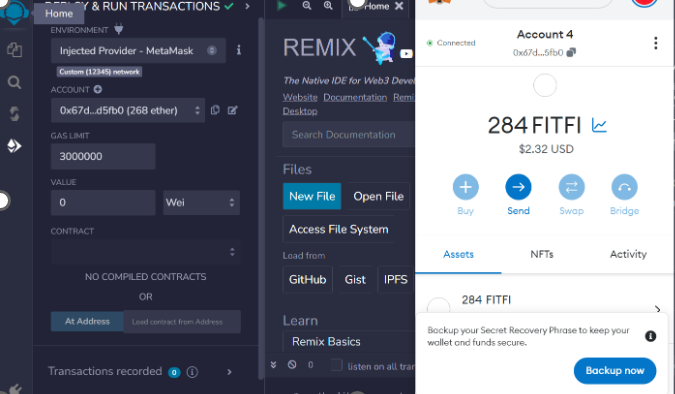 DEPLOY & RUN TRANSACTIONS
Home
ENVIRONMENT
Injected Provider - MetaMask
Custom (12345) network
ACCOUNT
0x67d...d5fb0 (268 ether)
GAS LIMIT
3000000
VALUE
0
Wei
CONTRACT
NO COMPILED CONTRACTS
OR
At Address
Load contract from Address
Transactions recorded 0
Home
REMIX
The Native IDE for Web3 Devel
Website Documentation Remix
Desktop
Search Documentation
Files
New File
Open File
Access File System
Load from
GitHub
Gist
IPFS
Learn
Remix Basics
0
listen on all tran
Connected
Account 4
0x67d...5fb0
284 FITFI
$2.32 USD
Buy
Send
Swap
Bridge
Assets
NFTs
Activity
284 FITFI
Backup your Secret Recovery Phrase to keep your
wallet and funds secure.
Backup now